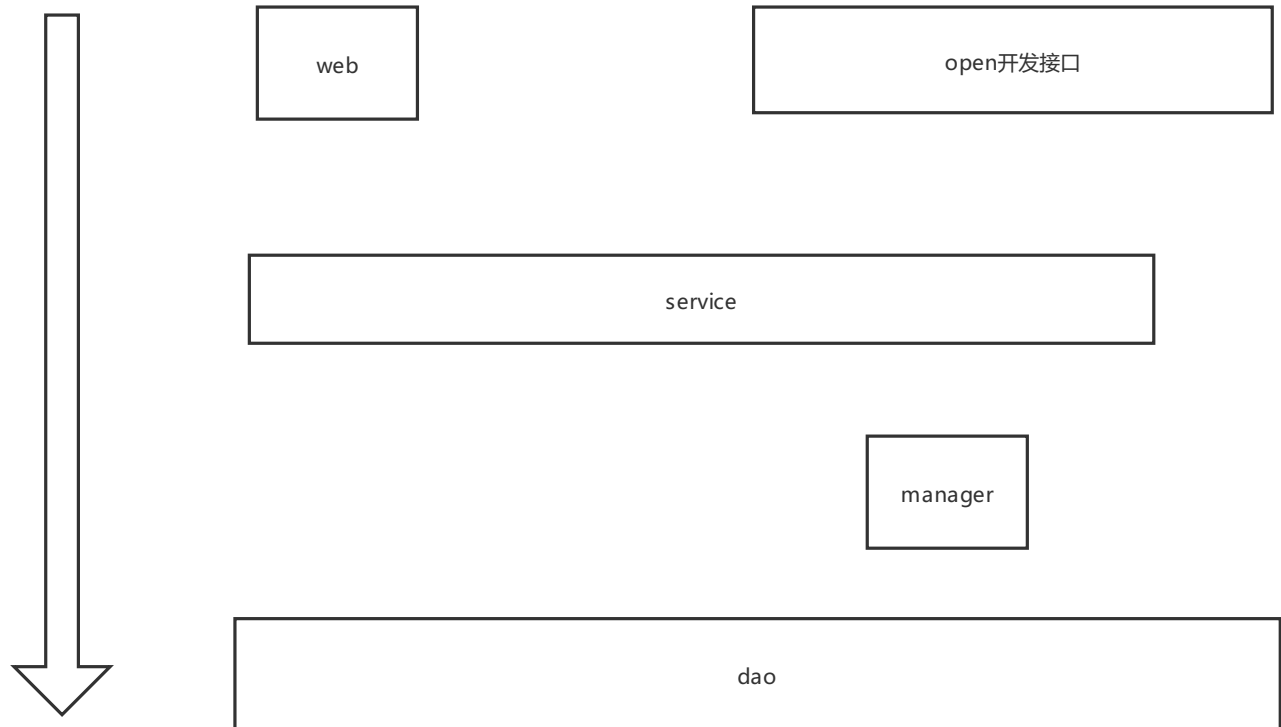 web
open开发接口
service
manager
dao